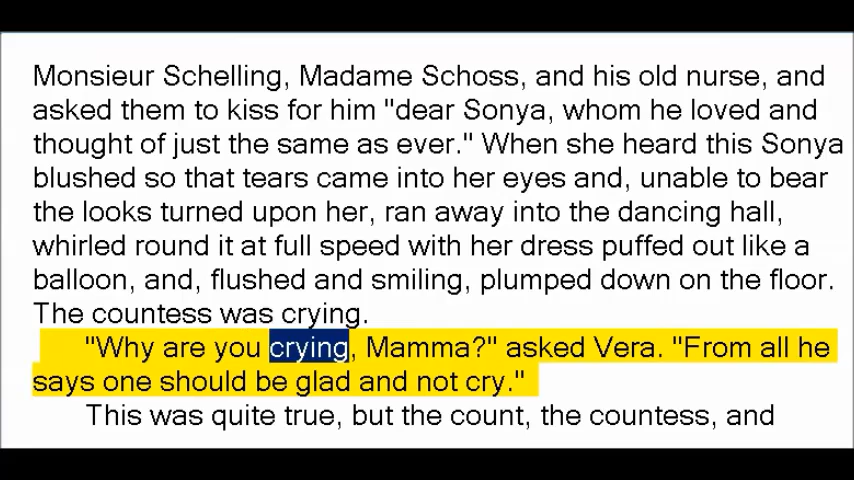 Monsieur Schelling, Madame Schoss, and his old nurse, and
asked them to kiss for him "dear Sonya, whom he loved and
thought of just the same as ever." When she heard this Sonya
blushed so that tears came into her eyes and, unable to bear
the looks turned upon her, ran away into the dancing hall,
whirled round it at full speed with her dress puffed out like a
balloon, and, flushed and smiling, plumped down on the floor.
The countess was crying.
"Why are you crying, Mamma?" asked Vera. "From all he
says one should be glad and not cry."
This was quite true, but the count, the countess, and